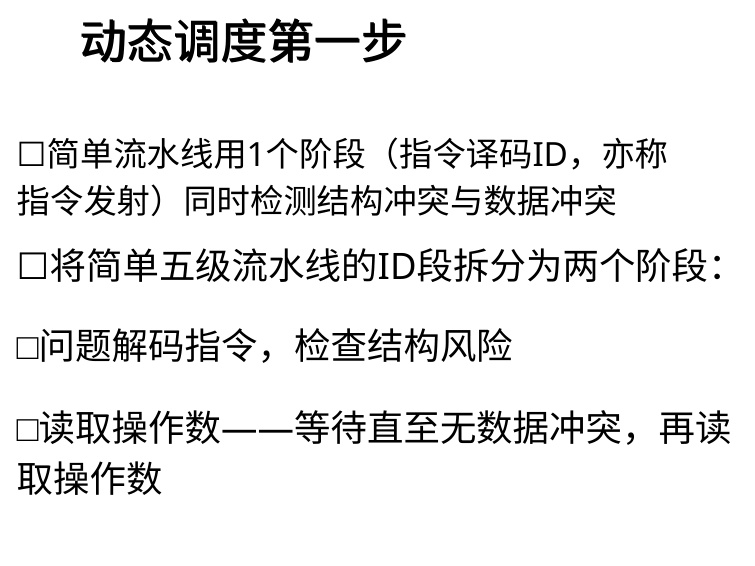 动态调度第一步
□简单流水线用1个阶段（指令译码ID，亦称
指令发射）同时检测结构冲突与数据冲突
□将简单五级流水线的ID段拆分为两个阶段：
□问题解码指令，检查结构风险
□读取操作数——等待直至无数据冲突，再读
取操作数